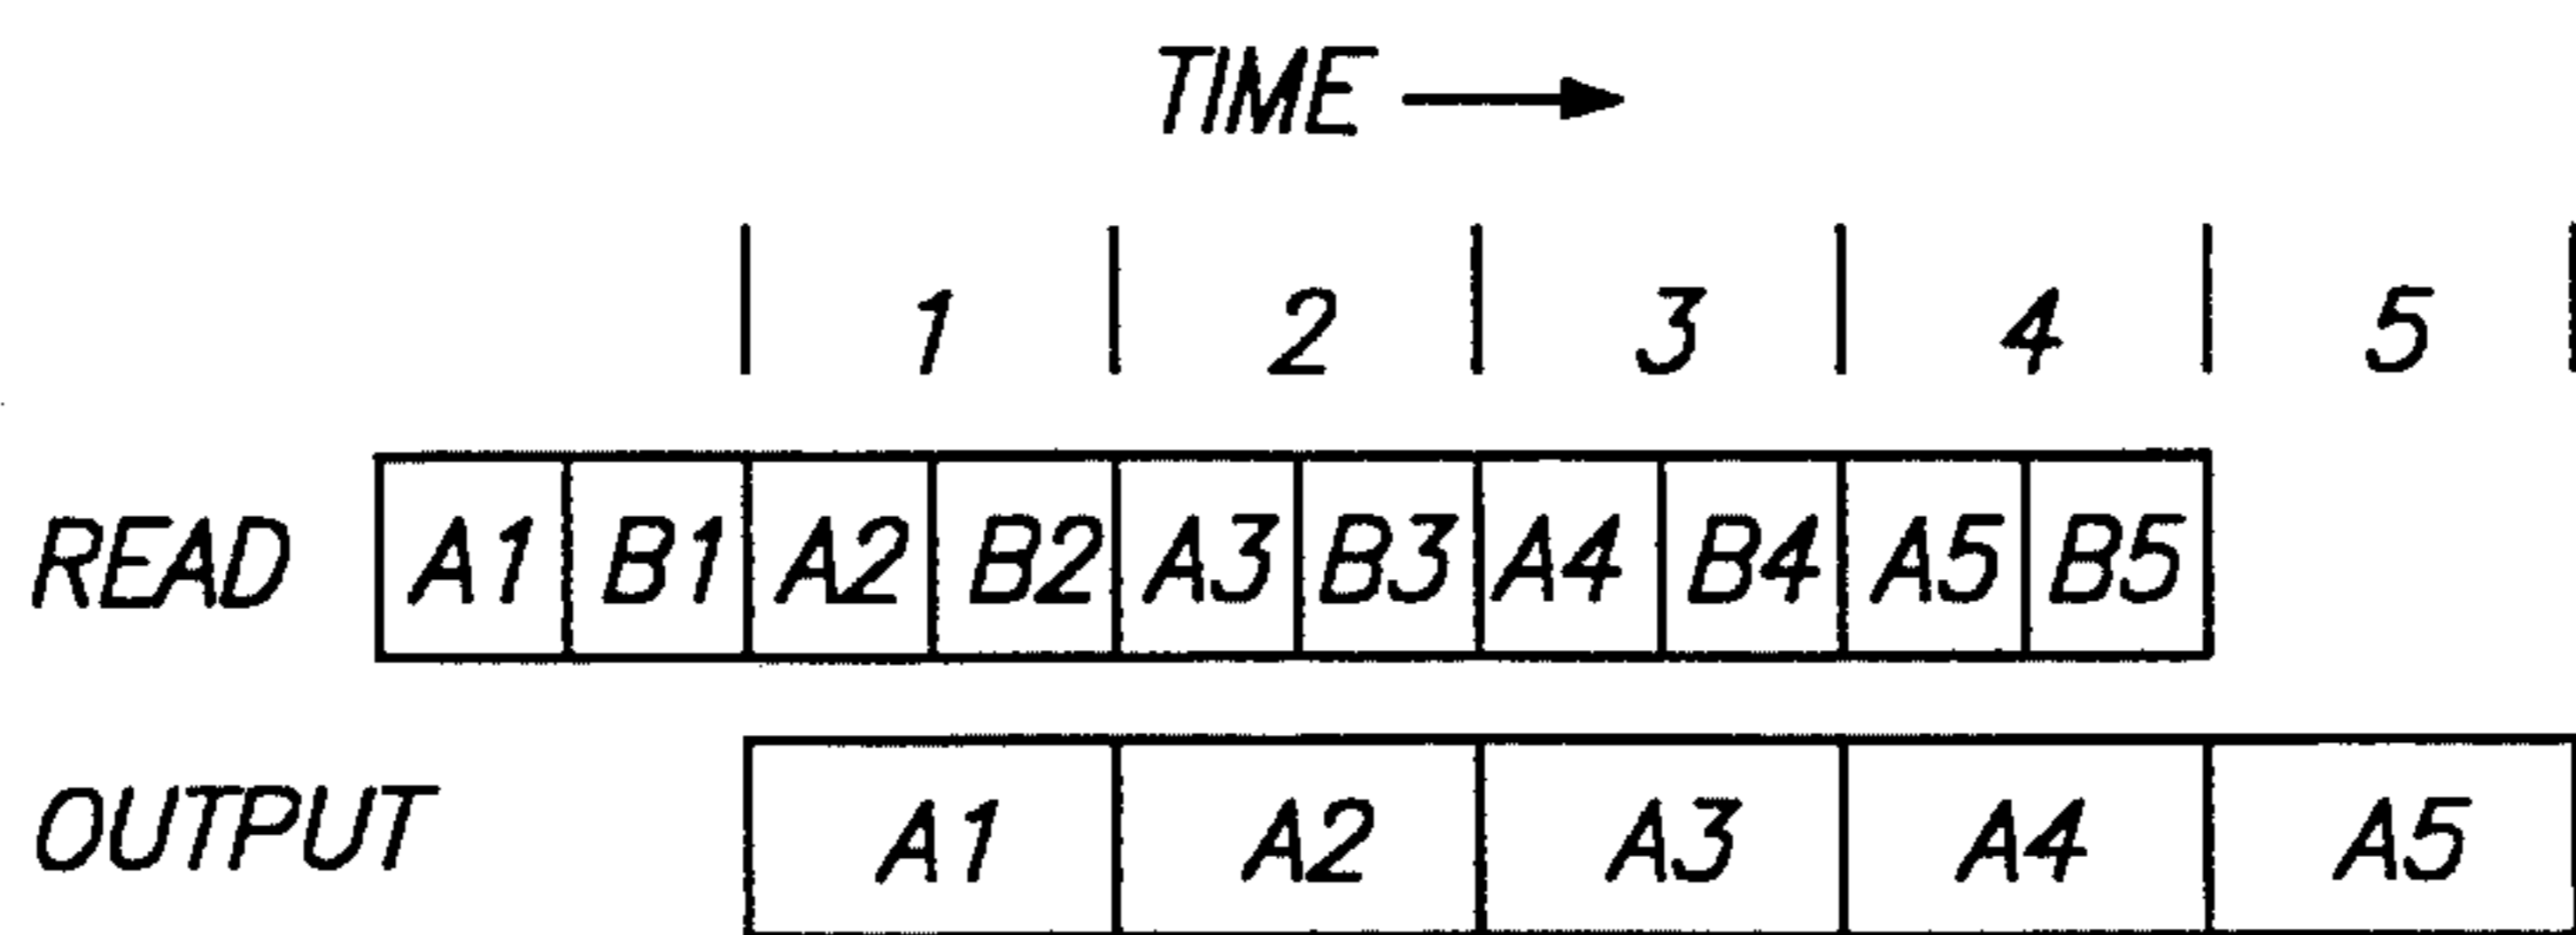 TIME
1 2 3 4 5
READ A1 B1 A2 B2 A3 B3 A4 B4 A5 B5
OUTPUT A1 A2 A3 A4 A5